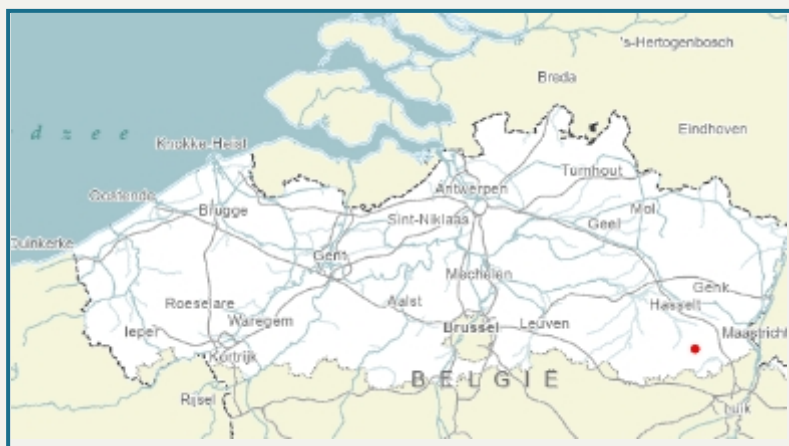 's-Hertogenbosch
Breda
d z e e
Eindhoven
Knokke-Heist
Turnhout
Antwerpen
Oostende
Mol
Brugge
Sint-Niklaas
Geel
Duinkerke
Gent
Mechelen
Genk
Roeselare
Aalst
Hasselt
Ieper
Waregem
Brussel
Leuven
Maastricht
Kortrijk
BELGIË
Rijsel
Luik